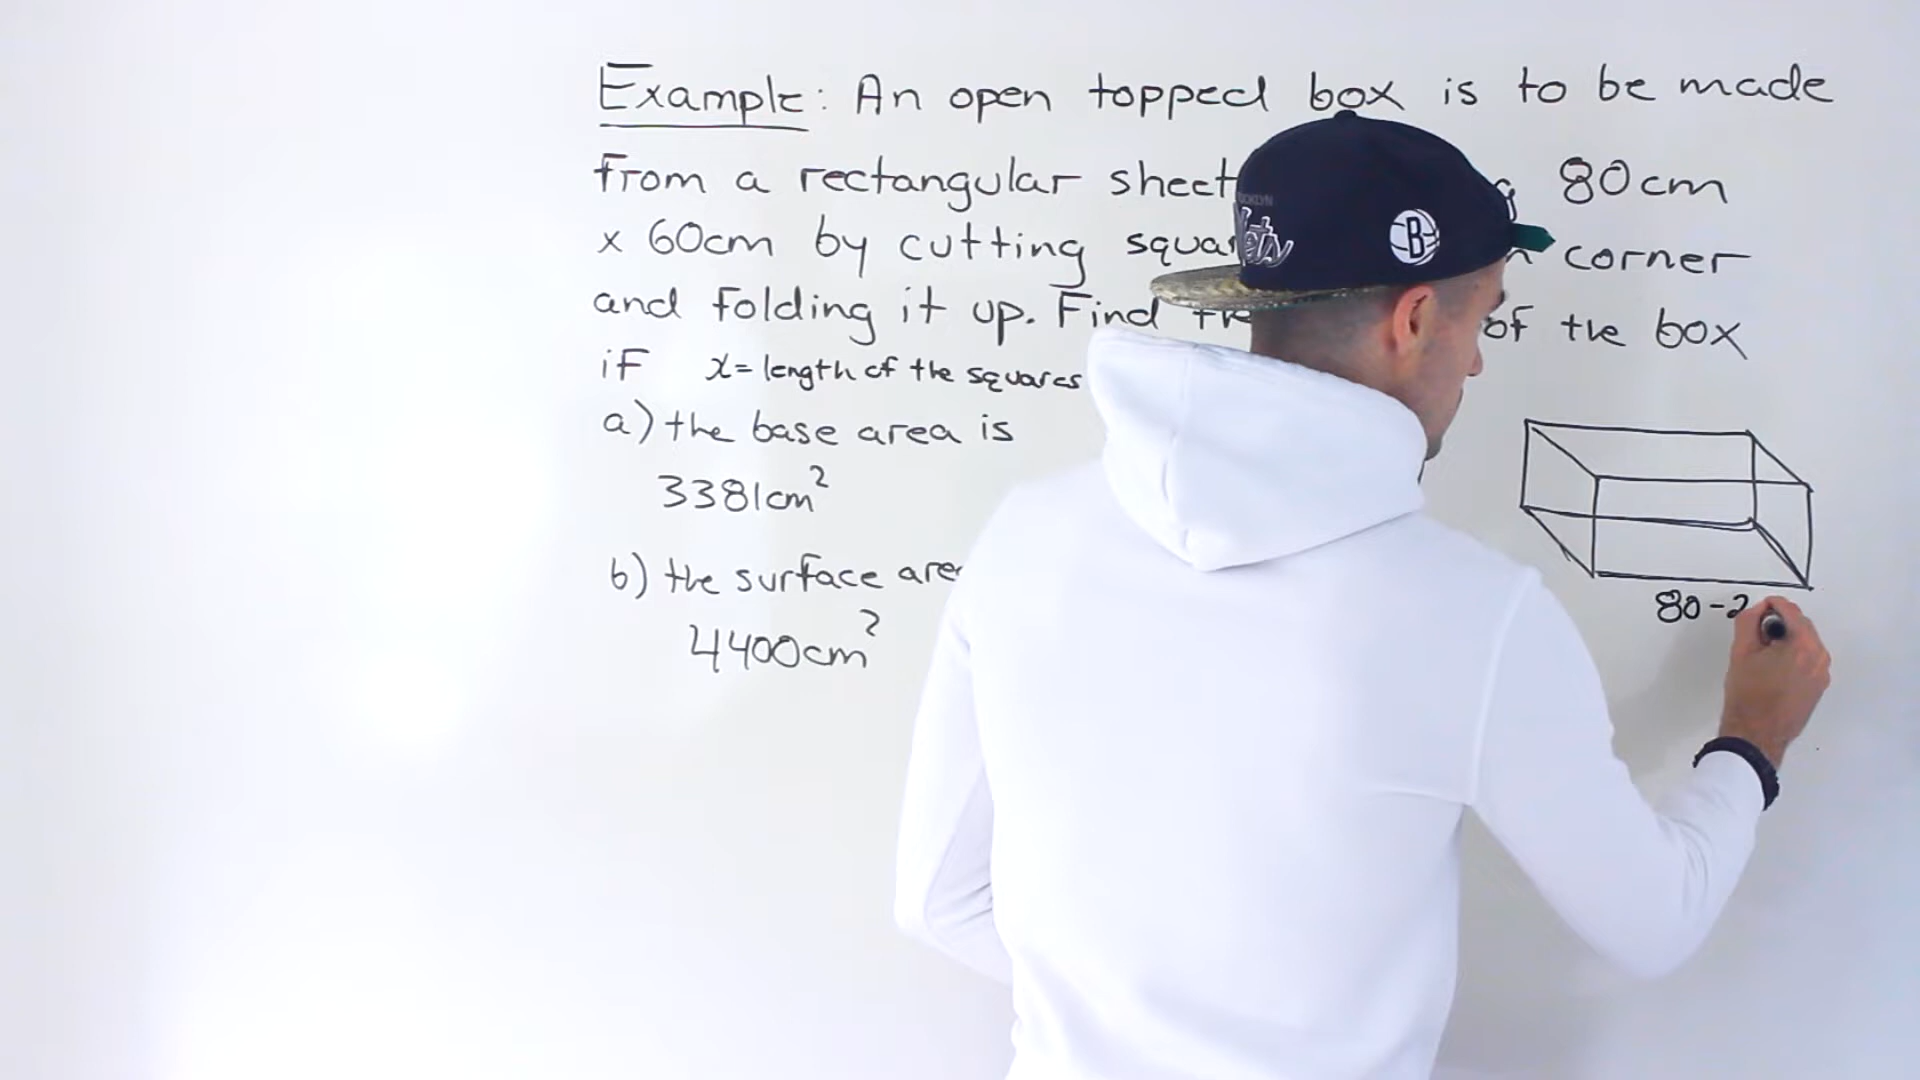 Example: An open topped box is to be made
from a rectangular sheet 80cm
x 60cm by cutting corner
and folding it up. Find of the box
if x = length of the squares
a) the base area is
3381cm²
b) the surface
4400cm²
80-2
BROOKLYN
Nets
B